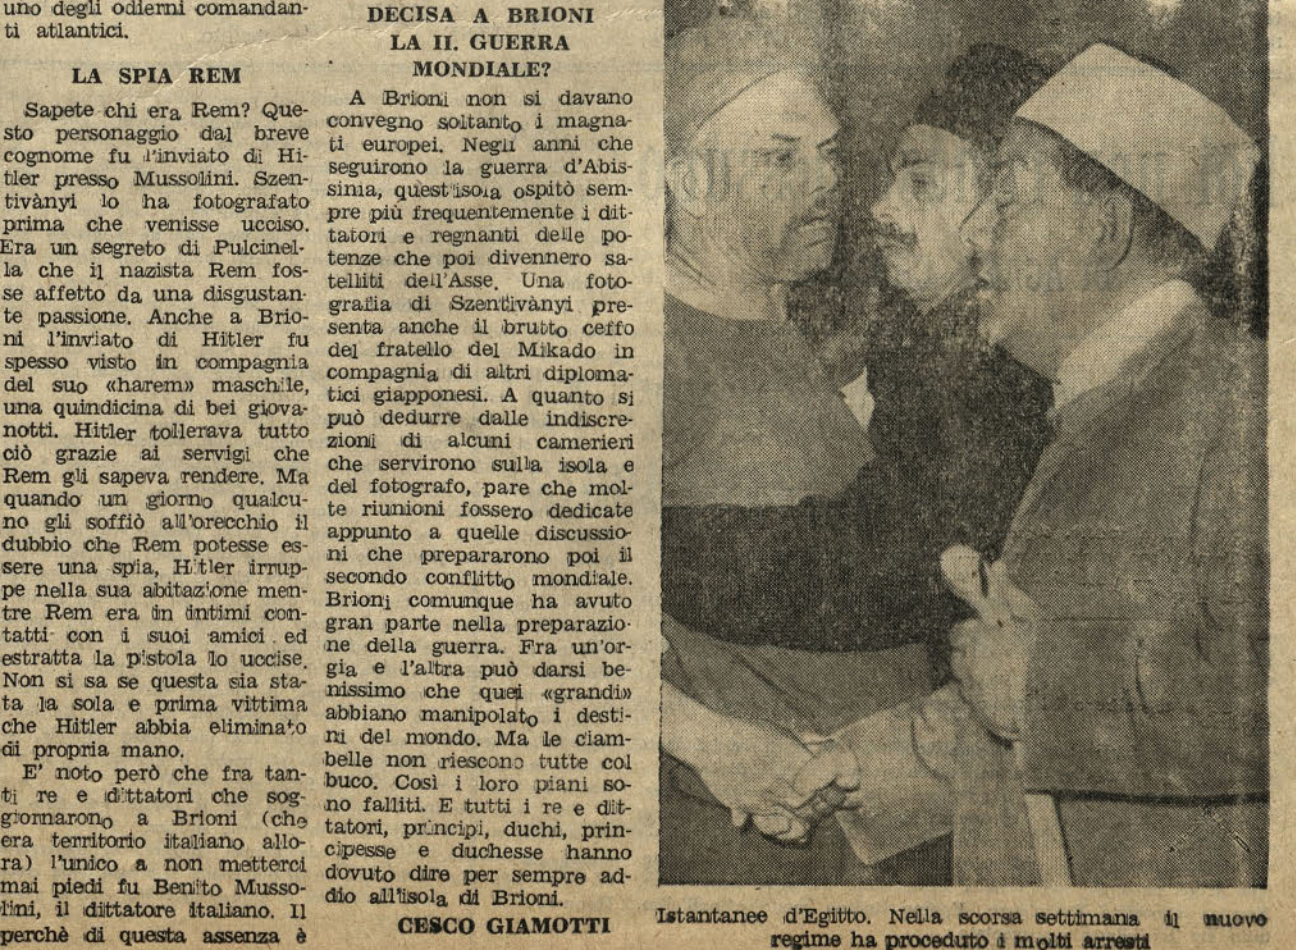 uno degli odierni comandan-
ti atlantici.
LA SPIA REM
Sapete chi era Rem? Que-
sto personaggio dal breve
cognome fu l'inviato di Hi-
tler presso Mussolini. Szen-
tivànyi lo ha fotografato
prima che venisse ucciso.
Era un segreto di Pulcinel-
la che il nazista Rem fos-
se affetto da una disgustan-
te passione. Anche a Brio-
ni l'inviato di Hitler fu
spesso visto in compagnia
del suo «harem» maschile,
una quindicina di bei giova-
notti. Hitler tollerava tutto
ciò grazie ai servigi che
Rem gli sapeva rendere. Ma
quando un giorno qualcu-
no gli soffiò all'orecchio il
dubbio che Rem potesse es-
sere una spia, Hitler irrup-
pe nella sua abitazione men-
tre Rem era in intimi con-
tatti con i suoi amici ed
estratta la pistola lo uccise.
Non si sa se questa sia sta-
ta la sola e prima vittima
che Hitler abbia eliminato
di propria mano.
E' noto però che fra tan-
ti re e dittatori che sog-
giornarono a Brioni (che
era territorio italiano allo-
ra) l'unico a non metterci
mai piedi fu Benito Musso-
lini, il dittatore italiano. Il
perchè di questa assenza è
DECISA A BRIONI
LA II. GUERRA
MONDIALE?
A Brioni non si davano
convegno soltanto i magna-
ti europei. Negli anni che
seguirono la guerra d'Abis-
sinia, quest'isola ospitò sem-
pre più frequentemente i dit-
tatori e regnanti delle po-
tenze che poi divennero sa-
telliti dell'Asse. Una foto-
grafia di Szentivànyi pre-
senta anche il brutto ceffo
del fratello del Mikado in
compagnia di altri diploma-
tici giapponesi. A quanto si
può dedurre dalle indiscre-
zioni di alcuni camerieri
che servirono sulla isola e
del fotografo, pare che mol-
te riunioni fossero dedicate
appunto a quelle discussio-
ni che prepararono poi il
secondo conflitto mondiale.
Brioni comunque ha avuto
gran parte nella preparazio-
ne della guerra. Fra un'or-
gia e l'altra può darsi be-
nissimo che quei «grandi»
abbiano manipolato i desti-
ni del mondo. Ma le ciam-
belle non riescono tutte col
buco. Così i loro piani so-
no falliti. E tutti i re e dit-
tatori, principi, duchi, prin-
cipesse e duchesse hanno
dovuto dire per sempre ad-
dio all'isola di Brioni.
CESCO GIAMOTTI
Istantanee d'Egitto. Nella scorsa settimana il nuovo
regime ha proceduto i molti arresti